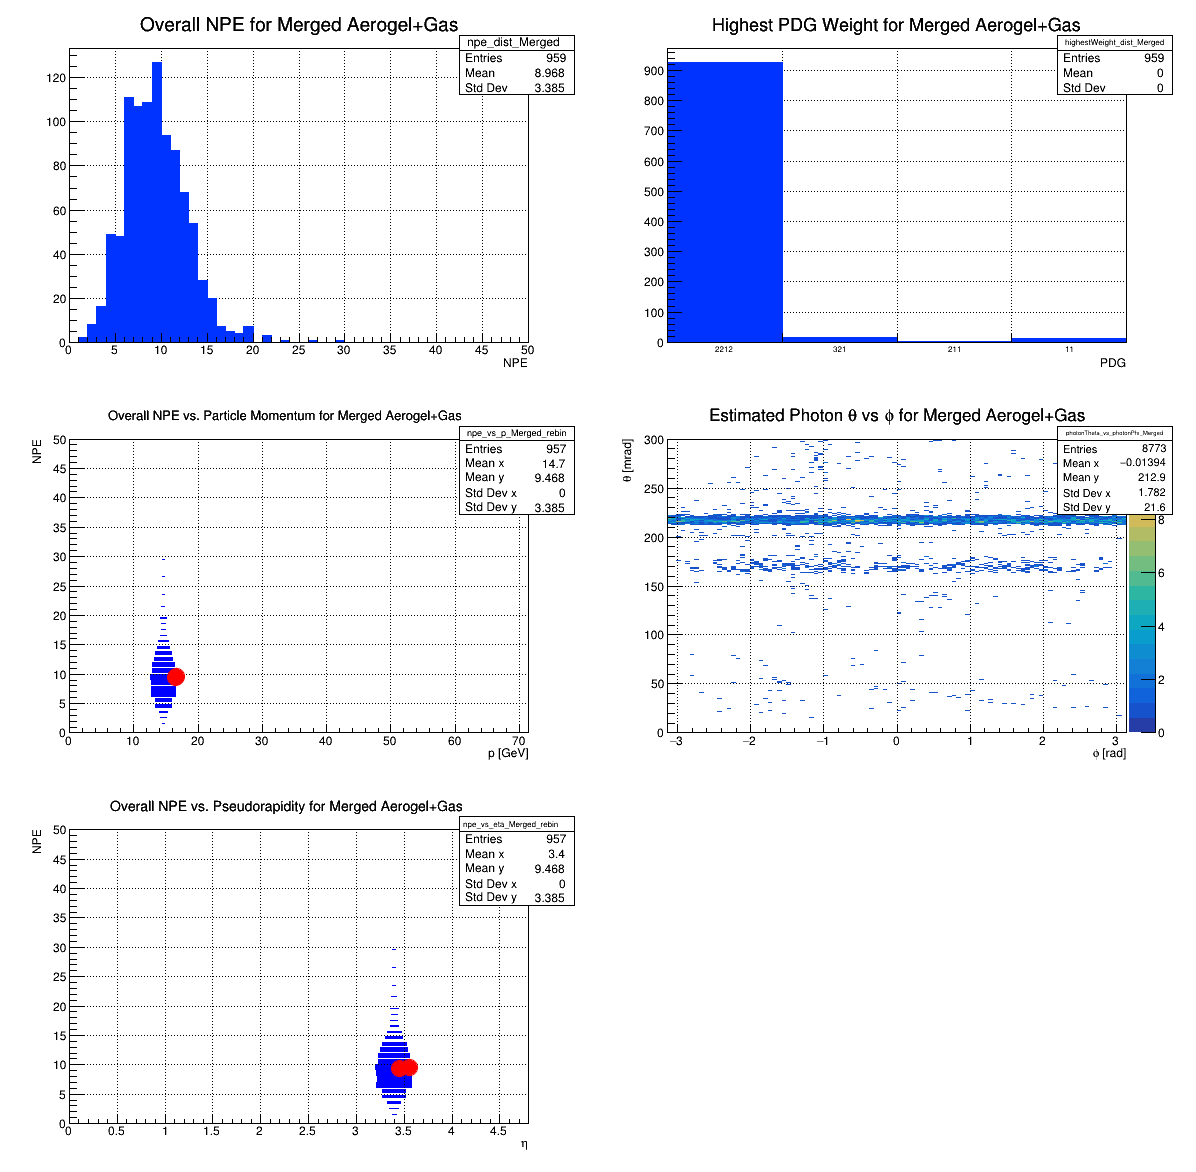 Overall NPE for Merged Aerogel+Gas
npe_dist_Merged
Entries 959
Mean 8.968
Std Dev 3.385
120
100
80
60
40
20
0
0 5 10 15 20 25 30 35 40 45 50
NPE
Highest PDG Weight for Merged Aerogel+Gas
highestWeight_dist_Merged
Entries 959
Mean 0
Std Dev 0
900
800
700
600
500
400
300
200
100
0
2212 321 211 11
PDG
Overall NPE vs. Particle Momentum for Merged Aerogel+Gas
npe_vs_p_Merged_rebin
Entries 957
Mean x 14.7
Mean y 9.468
Std Dev x 0
Std Dev y 3.385
NPE
50
45
40
35
30
25
20
15
10
5
0
0 10 20 30 40 50 60 70
p [GeV]
Estimated Photon θ vs ϕ for Merged Aerogel+Gas
photonTheta_vs_photonPhi_Merged
Entries 8773
Mean x −0.01394
Mean y 212.9
Std Dev x 1.782
Std Dev y 21.6
θ [mrad]
300
250
200
150
100
50
0
−3 −2 −1 0 1 2 3
ϕ [rad]
8
6
4
2
0
Overall NPE vs. Pseudorapidity for Merged Aerogel+Gas
npe_vs_eta_Merged_rebin
Entries 957
Mean x 3.4
Mean y 9.468
Std Dev x 0
Std Dev y 3.385
NPE
50
45
40
35
30
25
20
15
10
5
0
0 0.5 1 1.5 2 2.5 3 3.5 4 4.5
η